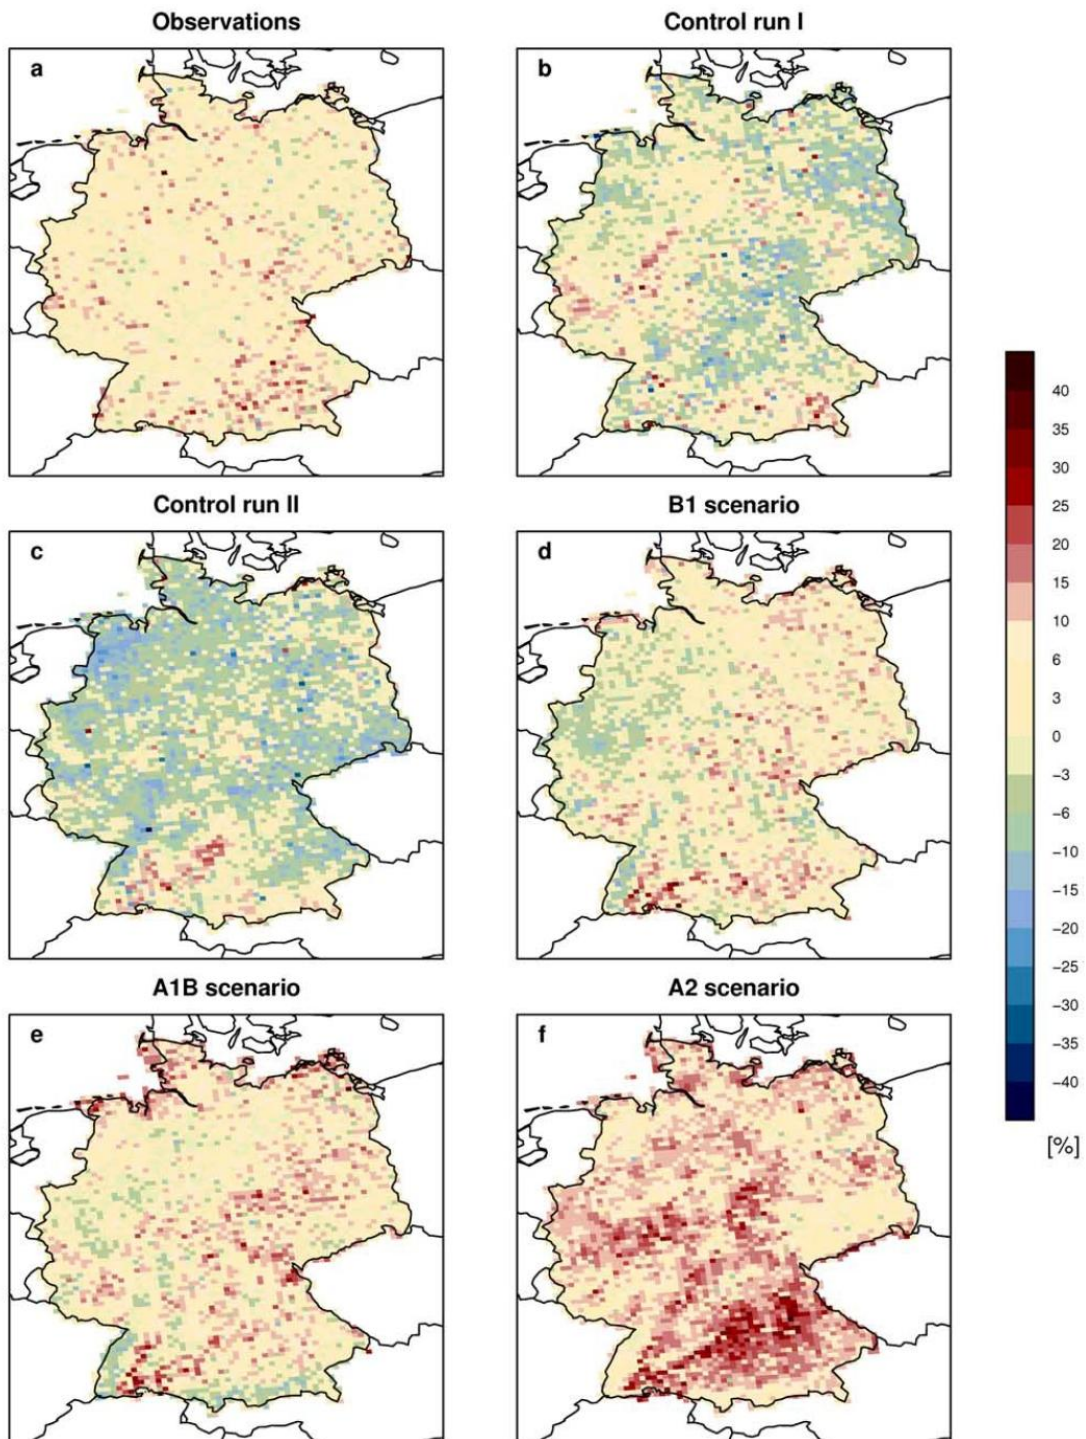 Observations
Control run I
a
b
Control run II
B1 scenario
c
d
A1B scenario
A2 scenario
e
f
40
35
30
25
20
15
10
6
3
0
−3
−6
−10
−15
−20
−25
−30
−35
−40
[%]